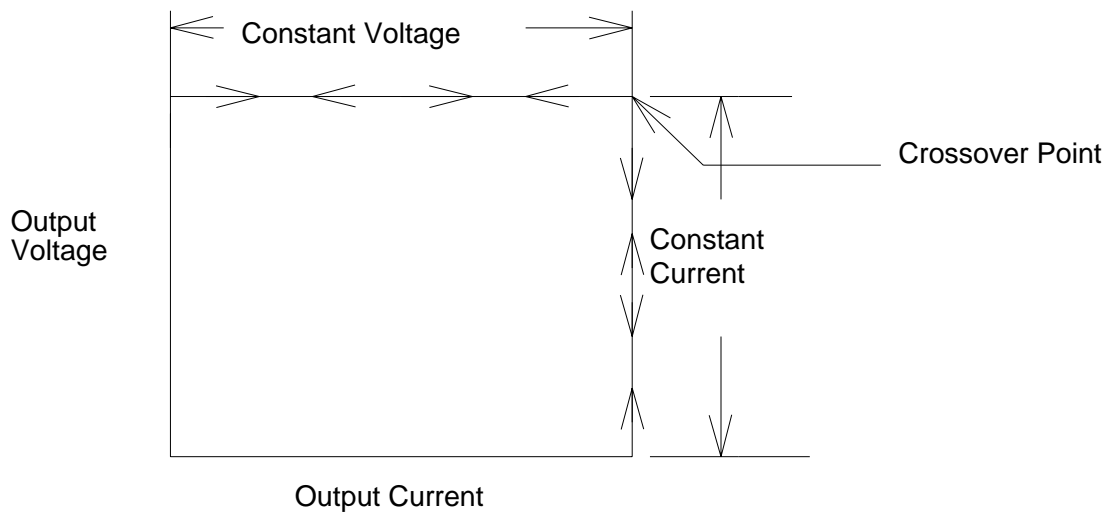 Constant Voltage
Crossover Point
Output
Voltage
Constant
Current
Output Current